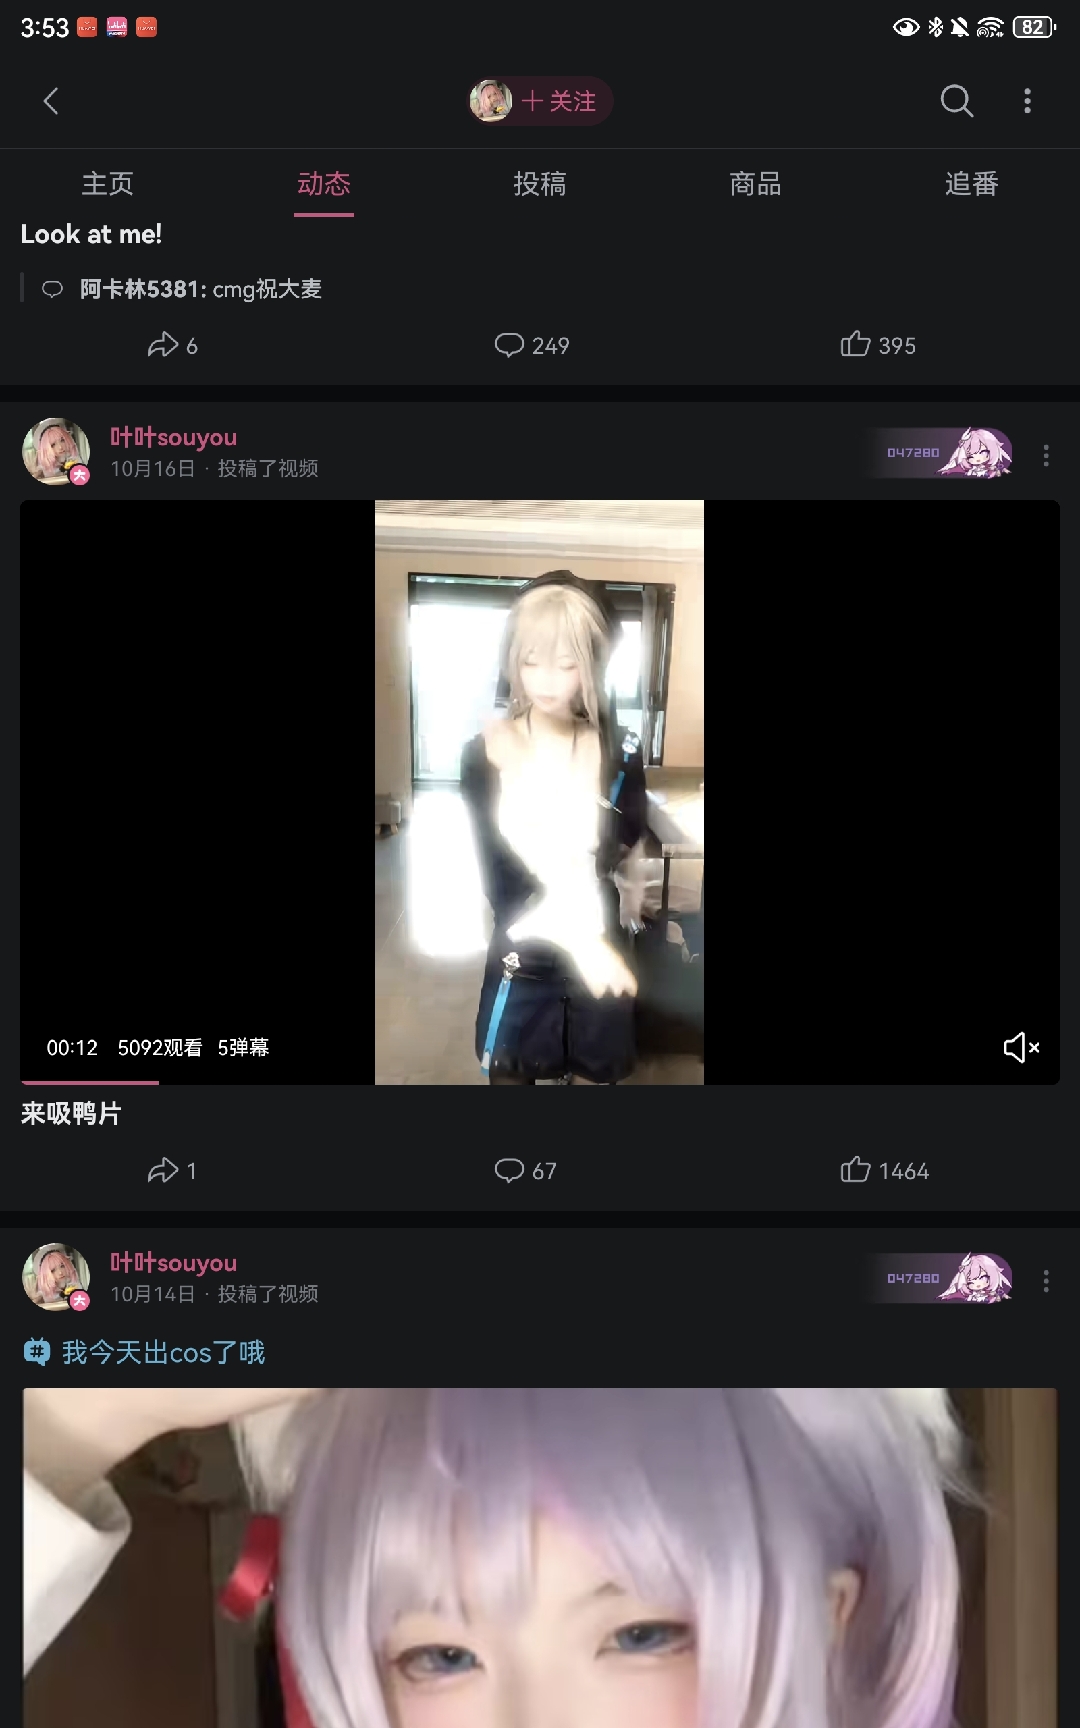 3:53
82
关注
主页 动态 投稿 商品 追番
Look at me!
阿卡林5381: cmg祝大麦
6 249 395
叶叶souyou
10月16日 · 投稿了视频
047280
00:12 5092观看 5弹幕
来吸鸭片
1 67 1464
叶叶souyou
10月14日 · 投稿了视频
047280
我今天出cos了哦